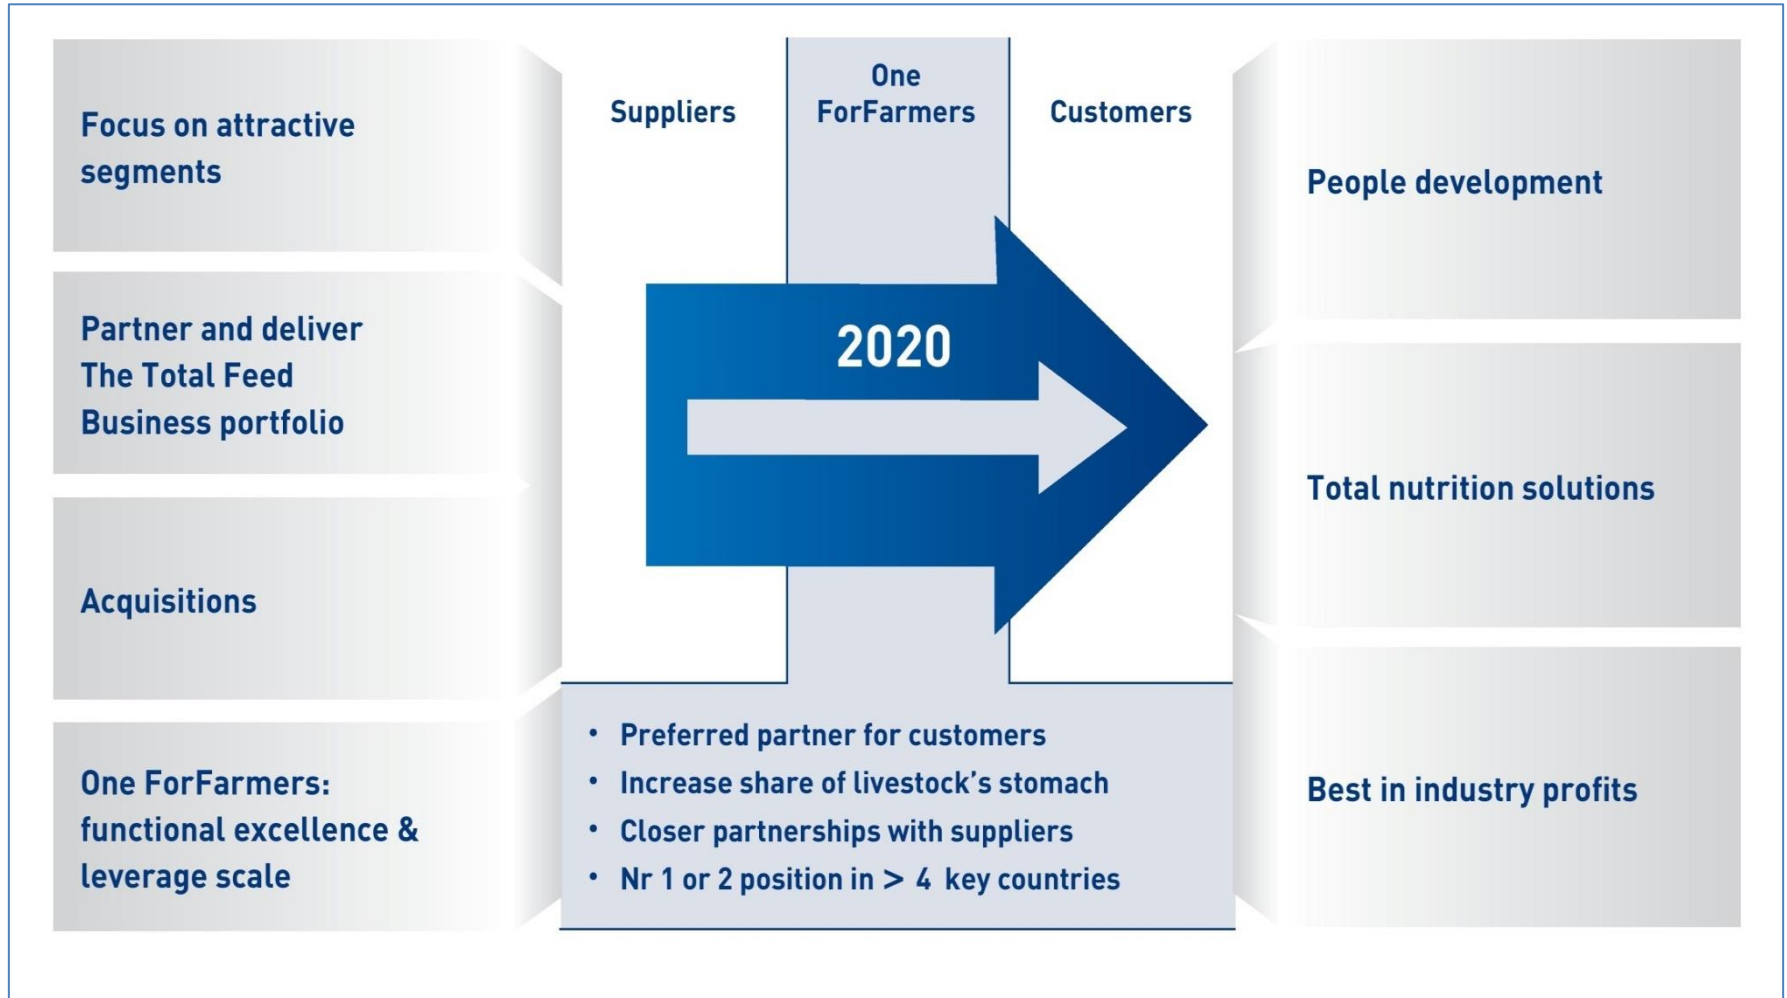 Focus on attractive
segments
Partner and deliver
The Total Feed
Business portfolio
Acquisitions
One ForFarmers:
functional excellence &
leverage scale
Suppliers
One
ForFarmers
Customers
2020
• Preferred partner for customers
• Increase share of livestock's stomach
• Closer partnerships with suppliers
• Nr 1 or 2 position in > 4 key countries
People development
Total nutrition solutions
Best in industry profits